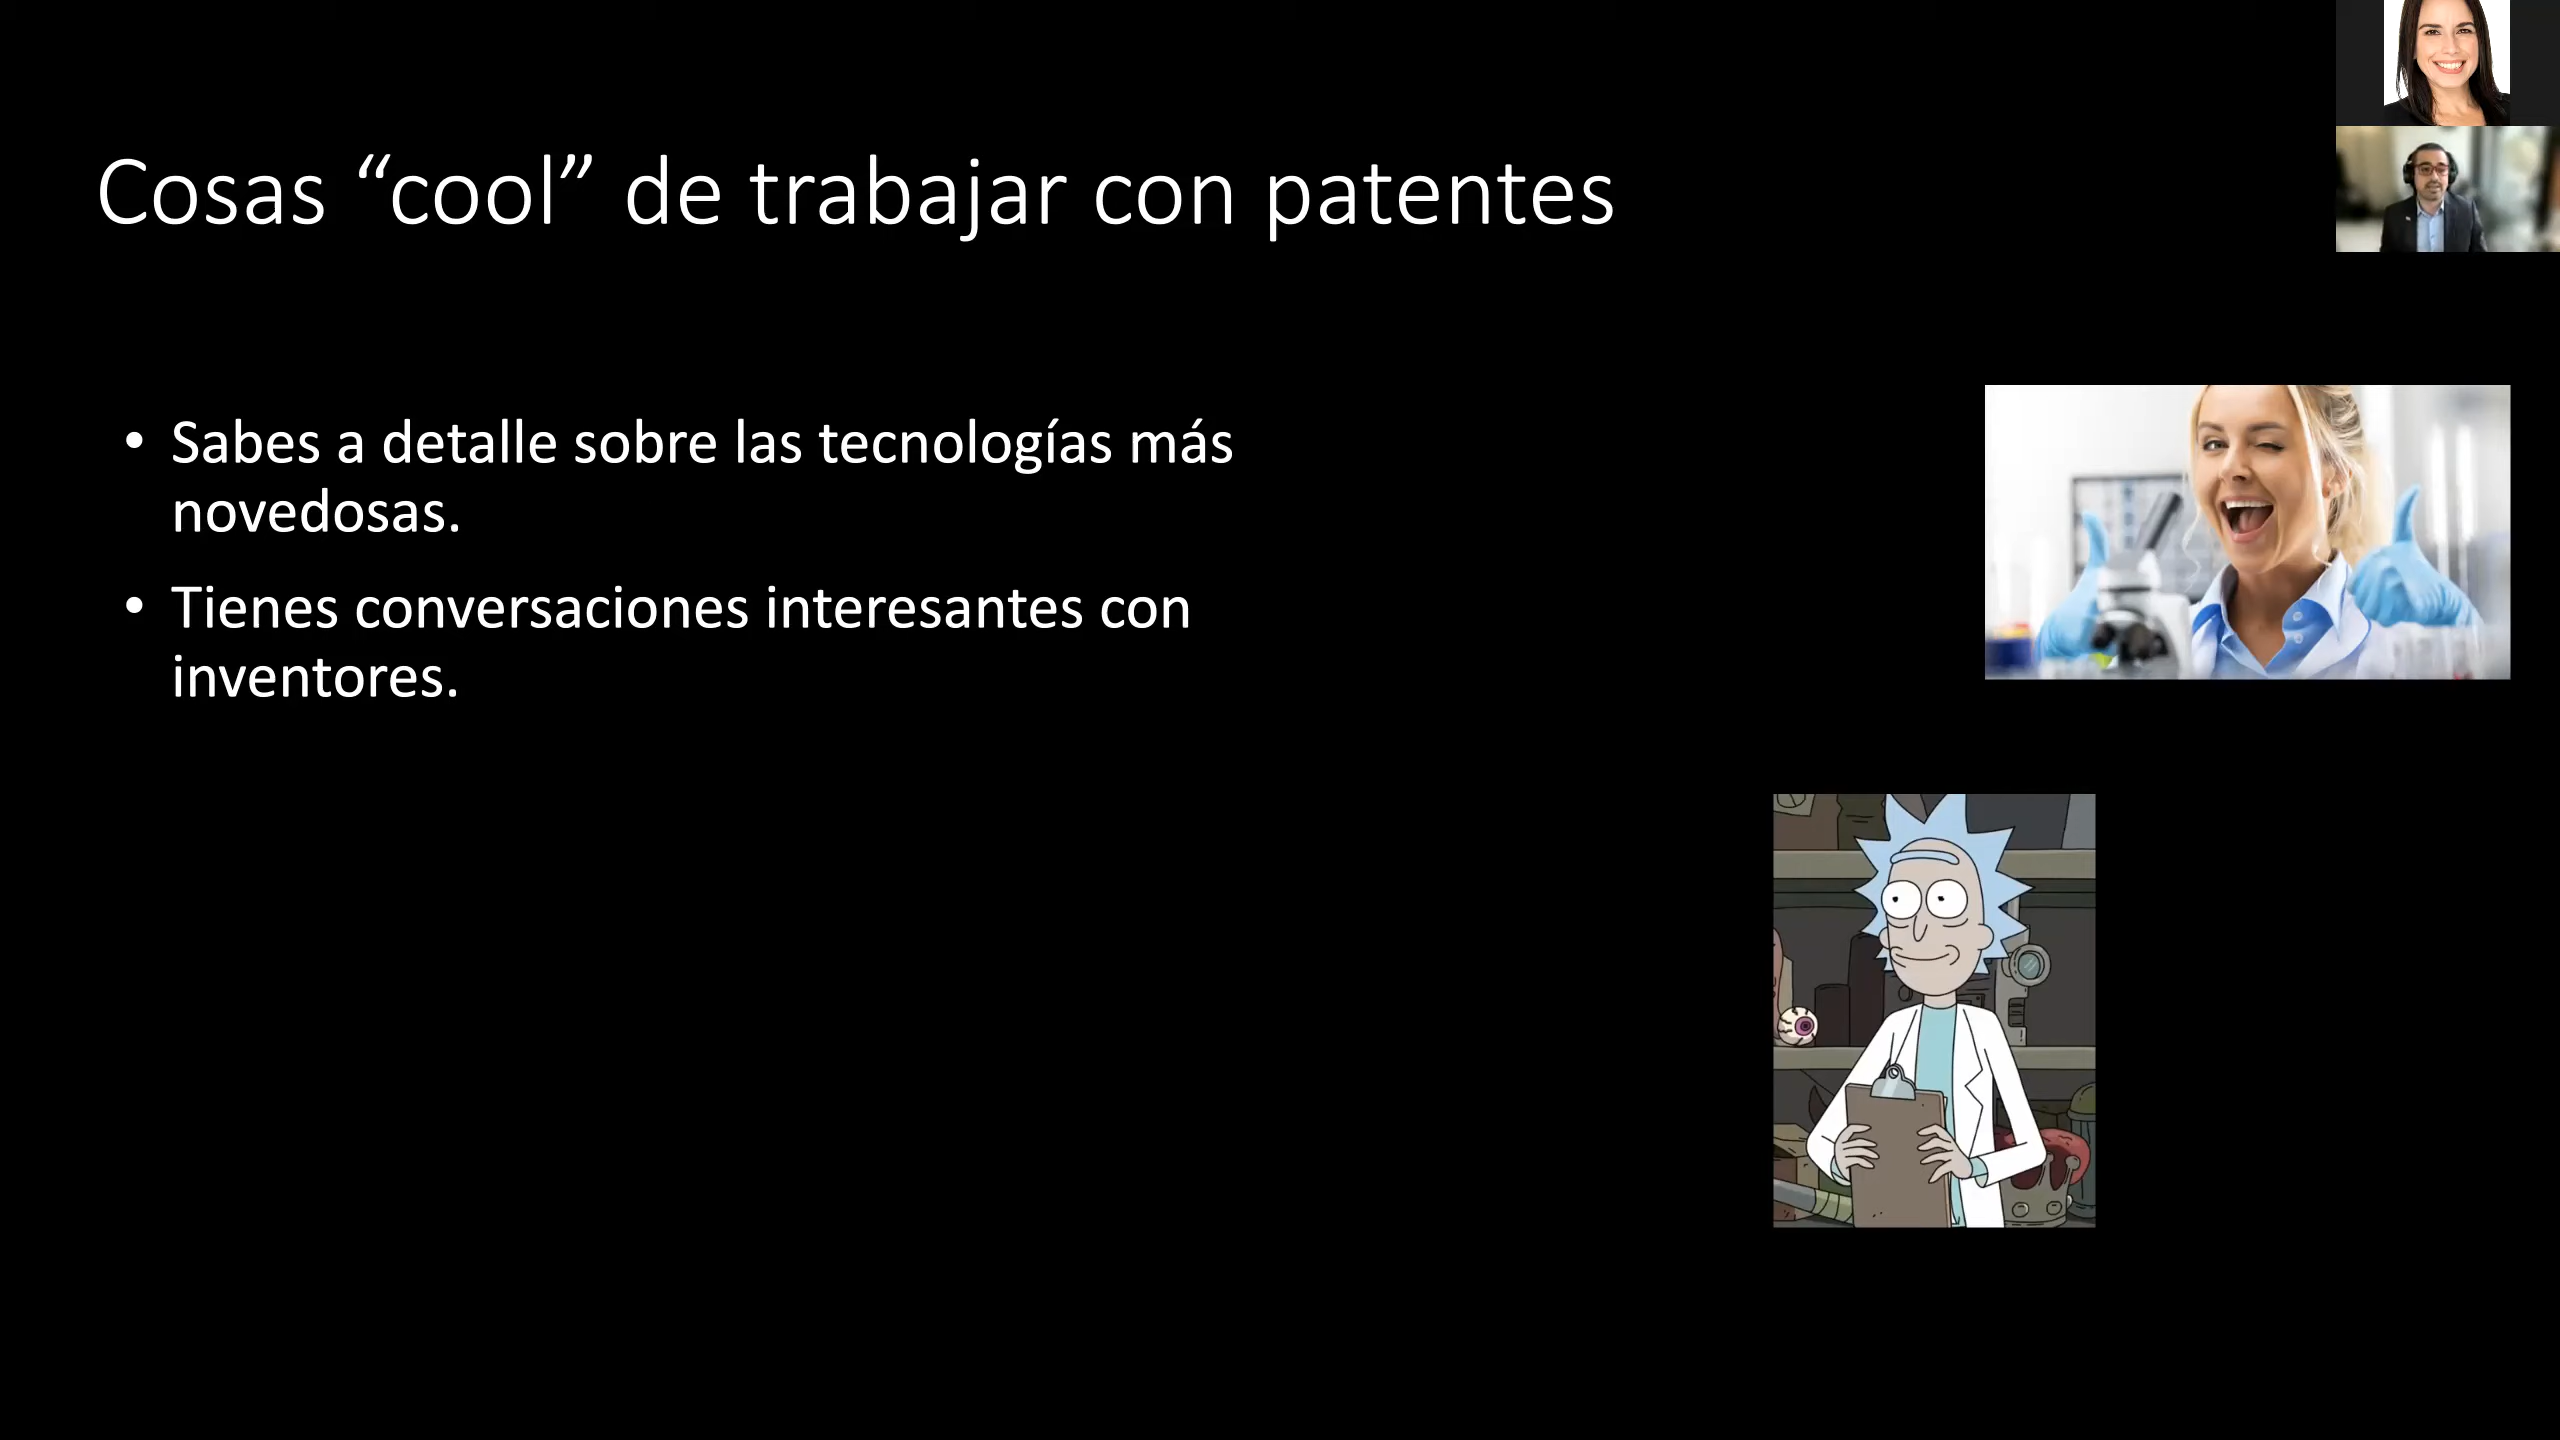 Cosas “cool” de trabajar con patentes
• Sabes a detalle sobre las tecnologías más
novedosas.
• Tienes conversaciones interesantes con
inventores.